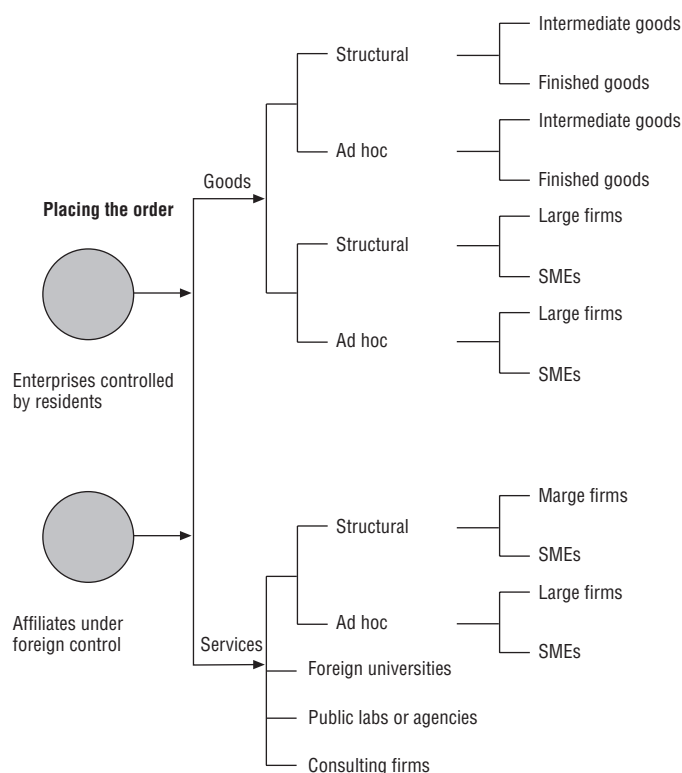 Intermediate goods
Structural
Finished goods
Intermediate goods
Ad hoc
Finished goods
Goods
Placing the order
Large firms
Structural
SMEs
Large firms
Ad hoc
SMEs
Enterprises controlled
by residents
Marge firms
Structural
SMEs
Large firms
Affiliates under
foreign control
Ad hoc
Services
SMEs
Foreign universities
Public labs or agencies
Consulting firms